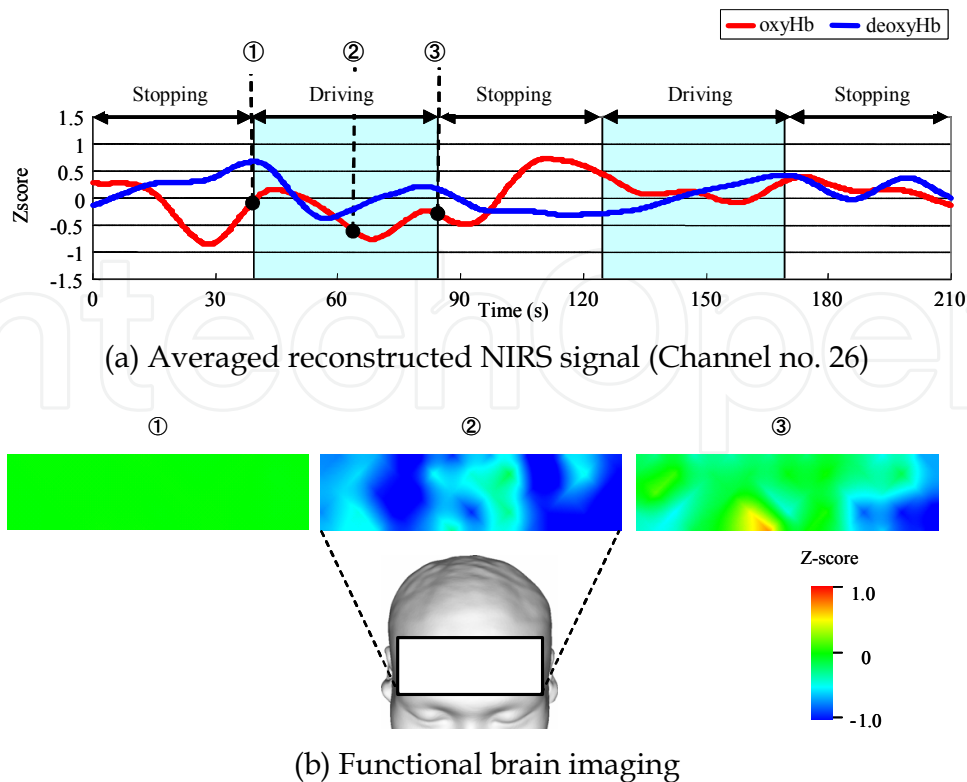 oxyHb deoxyHb
① ② ③
Stopping Driving Stopping Driving Stopping
1.5
1
0.5
0
-0.5
-1
-1.5
Zscore
0 30 60 90 120 150 180 210
Time (s)
(a) Averaged reconstructed NIRS signal (Channel no. 26)
① ② ③
Z-score
1.0
0
-1.0
(b) Functional brain imaging